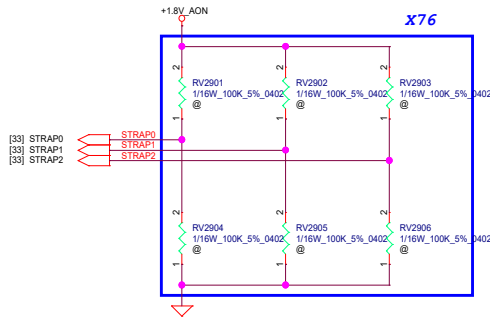 +1.8V_AON
X76
2
2
2
RV2901
1/16W_100K_5%_0402
@
RV2902
1/16W_100K_5%_0402
@
RV2903
1/16W_100K_5%_0402
@
1
1
1
[33] STRAP0
STRAP0
[33] STRAP1
STRAP1
[33] STRAP2
STRAP2
2
2
2
RV2904
1/16W_100K_5%_0402
@
RV2905
1/16W_100K_5%_0402
@
RV2906
1/16W_100K_5%_0402
@
1
1
1